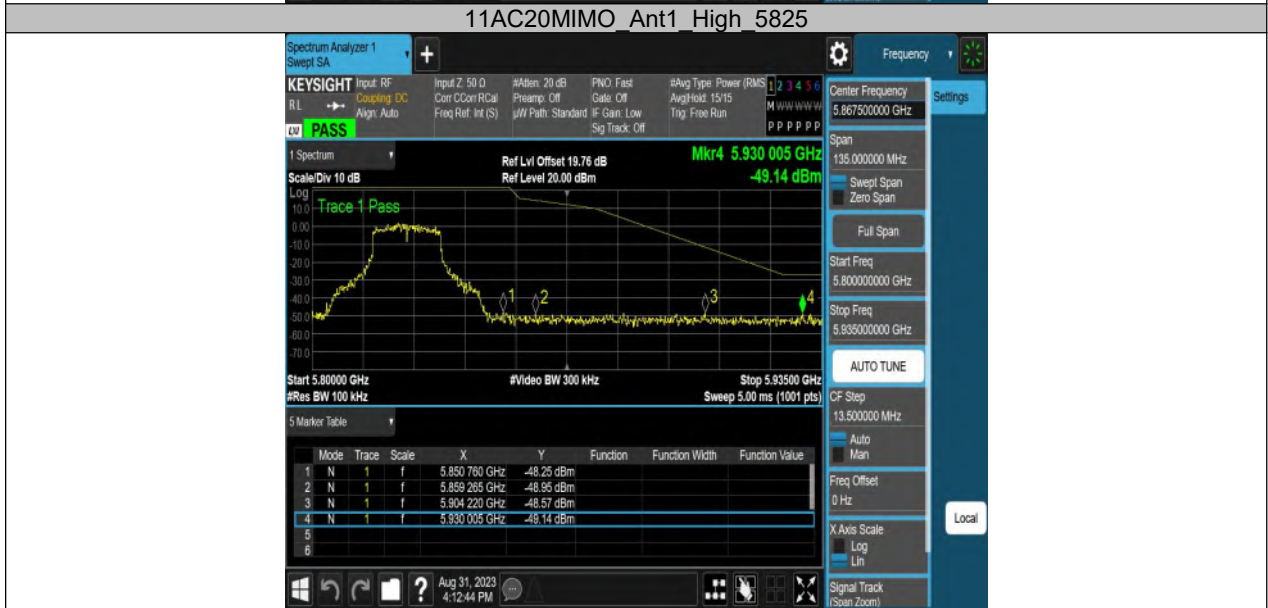 11AC20MIMO_Ant1_High_5825
Spectrum Analyzer 1
Swept SA
+
Frequency
KEYSIGHT
Input: RF
Coupling: DC
Align: Auto
RL
LXI
PASS
Input Z: 50 Ω
Corr CCorr RCal
Freq Ref: Int (S)
#Atten: 20 dB
Preamp: Off
µW Path: Standard
PNO: Fast
Gate: Off
IF Gain: Low
Sig Track: Off
#Avg Type: Power (RMS
Avg|Hold: 15/15
Trig: Free Run
1 2 3 4 5 6
M W W W W W
P P P P P P
1 Spectrum
Scale/Div 10 dB
Ref Lvl Offset 19.76 dB
Ref Level 20.00 dBm
Mkr4 5.930 005 GHz
-49.14 dBm
Log
Trace 1 Pass
10.0
0.00
-10.0
-20.0
-30.0
-40.0
-50.0
-60.0
-70.0
1
2
3
4
Start 5.80000 GHz
#Res BW 100 kHz
#Video BW 300 kHz
Stop 5.93500 GHz
Sweep 5.00 ms (1001 pts)
5 Marker Table
Mode Trace Scale X Y Function Function Width Function Value
1 N 1 f 5.850 760 GHz -48.25 dBm
2 N 1 f 5.859 265 GHz -48.95 dBm
3 N 1 f 5.904 220 GHz -48.57 dBm
4 N 1 f 5.930 005 GHz -49.14 dBm
5
6
?
Aug 31, 2023
4:12:44 PM
Center Frequency
5.867500000 GHz
Settings
Span
135.000000 MHz
Swept Span
Zero Span
Full Span
Start Freq
5.800000000 GHz
Stop Freq
5.935000000 GHz
AUTO TUNE
CF Step
13.500000 MHz
Auto
Man
Freq Offset
0 Hz
Local
X Axis Scale
Log
Lin
Signal Track
(Span Zoom)